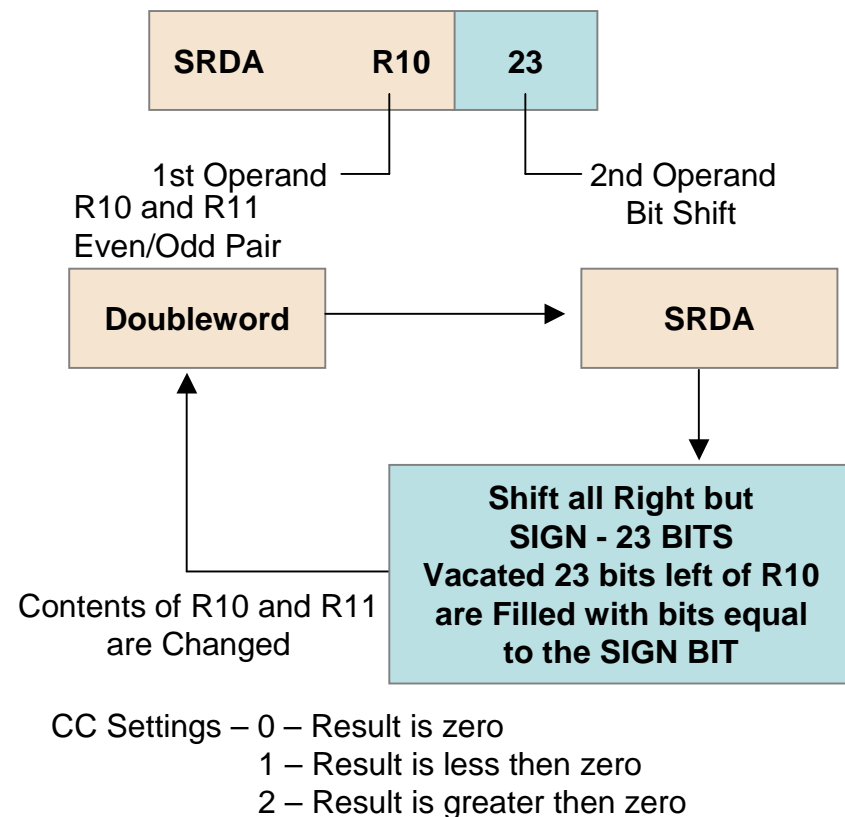 SRDA R10 23
1st Operand
2nd Operand
Bit Shift
R10 and R11
Even/Odd Pair
Doubleword
SRDA
Shift all Right but
SIGN - 23 BITS
Vacated 23 bits left of R10
are Filled with bits equal
to the SIGN BIT
Contents of R10 and R11
are Changed
CC Settings – 0 – Result is zero
1 – Result is less then zero
2 – Result is greater then zero